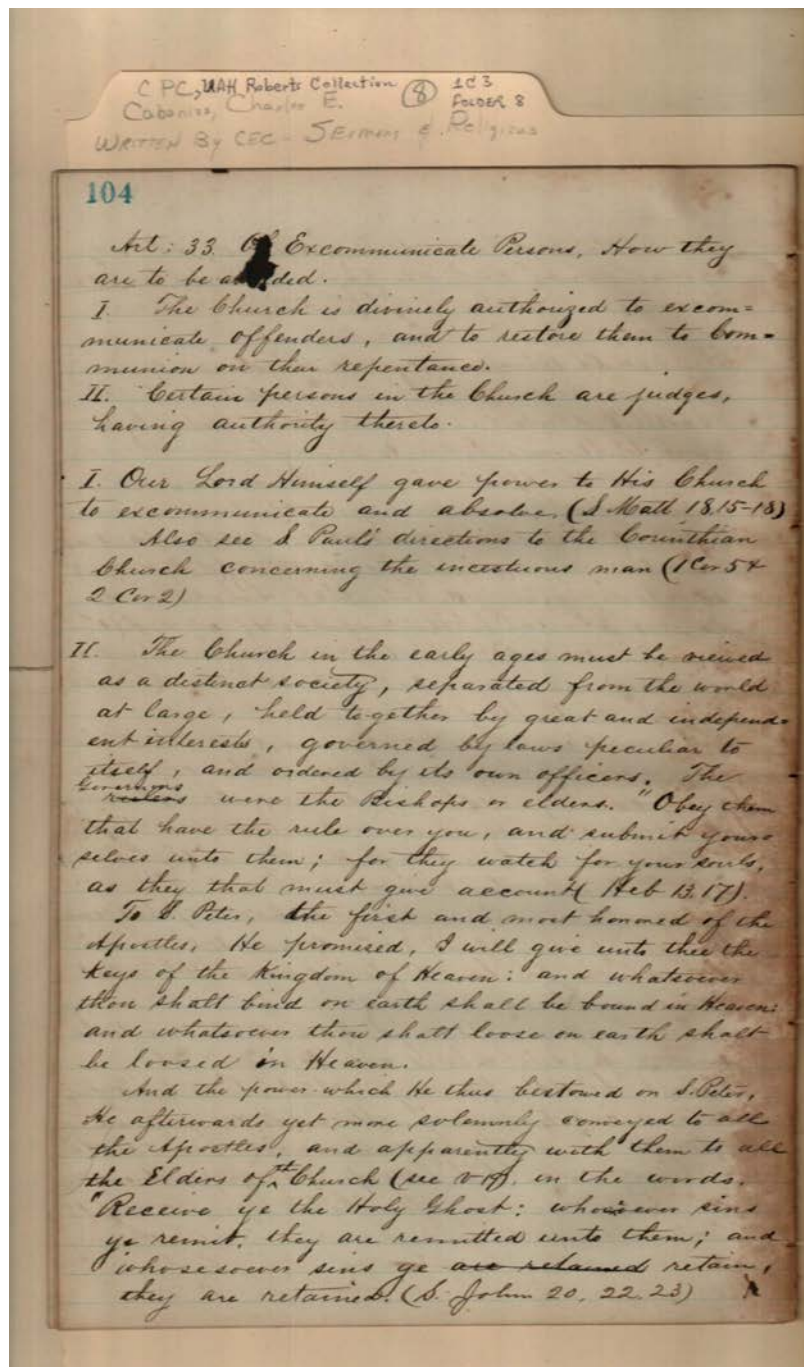 C PC, UAH Roberts Collection 8 1C3
Cabaniss, Charles E. FOLDER 8
WRITTEN BY CEC - SERMONS & Religious
104
Art: 33. Of Excommunicate Persons, How they
are to be avoided.
I. The Church is divinely authorized to excom=
municate offenders, and to restore them to Com=
munion on their repentance.
II. Certain persons in the Church are judges,
having authority thereto.
I. Our Lord Himself gave power to His Church
to excommunicate and absolve. (S Matt 18,15-18)
Also see S Paul's directions to the Corinthian
Church concerning the incestuous man (1 Cor 5 &
2 Cor 2)
II. The Church in the early ages must be viewed
as a distinct society, separated from the world
at large, held together by great and independ=
ent interests, governed by laws peculiar to
itself, and ordered by its own officers. The
Governors
rulers were the Bishops or elders. "Obey them
that have the rule over you, and submit your=
selves unto them; for they watch for your souls,
as they that must give account (Heb 13.17).
To S. Peter, the first and most honored of the
Apostles, He promised, I will give unto thee the
Keys of the Kingdom of Heaven: and whatsoever
thou shalt bind on earth shall be bound in Heaven:
and whatsoever thou shalt loose on earth shalt
be loosed in Heaven.
And the power which He thus bestowed on S. Peter,
He afterwards yet more solemnly conveyed to all
the Apostles, and apparently with them to all
the Elders of th Church (see v 19). in the words.
"Receive ye the Holy Ghost: whosoever sins
ye remit, they are remitted unto them; and
whosesoever sins ye are retained retain,
they are retained. (S. John 20, 22.23)